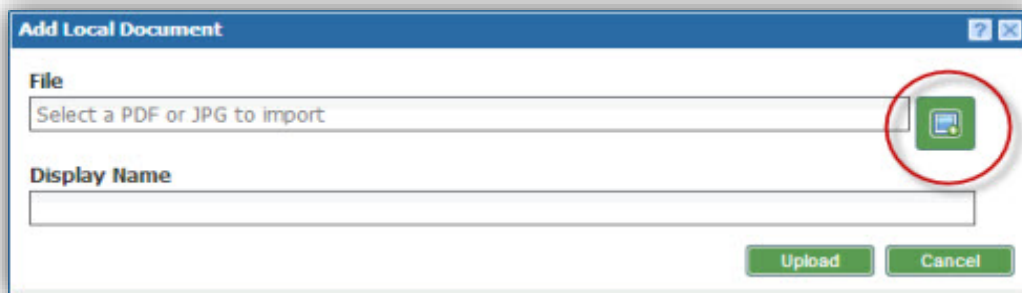 Add Local Document
?
File
Select a PDF or JPG to import
Display Name
Upload Cancel